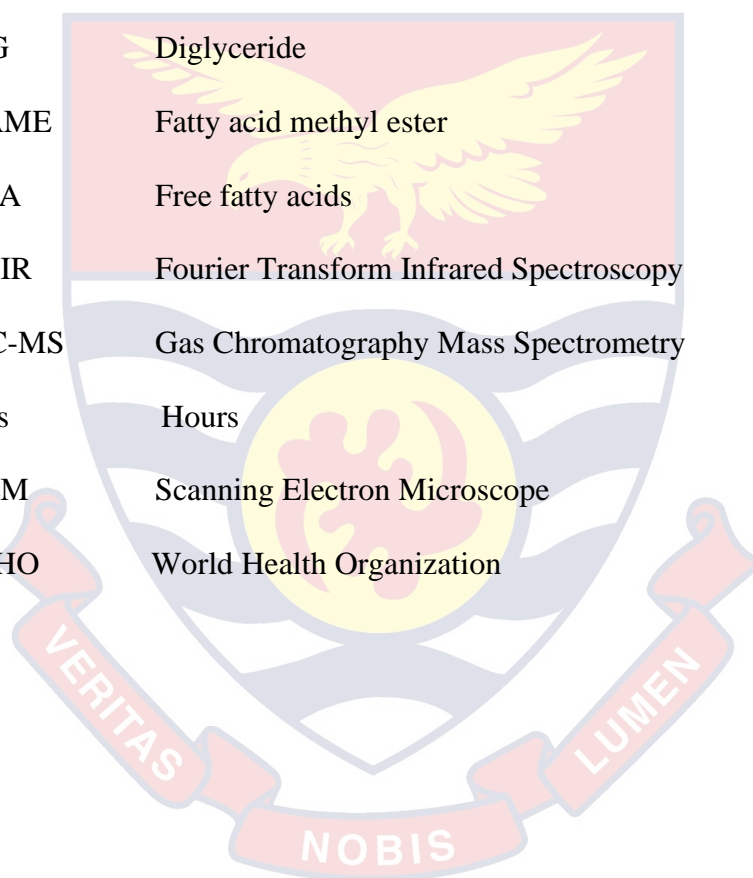 G Diglyceride
AME Fatty acid methyl ester
A Free fatty acids
IR Fourier Transform Infrared Spectroscopy
C-MS Gas Chromatography Mass Spectrometry
s Hours
M Scanning Electron Microscope
HO World Health Organization
VERITAS
NOBIS
LUMEN